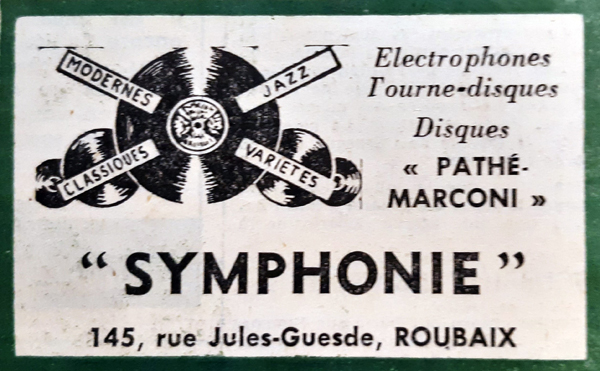 MODERNES
JAZZ
CLASSIQUES
VARIETES
Electrophones
Tourne-disques
Disques
« PATHÉ-
MARCONI »
“ SYMPHONIE ”
145, rue Jules-Guesde, ROUBAIX